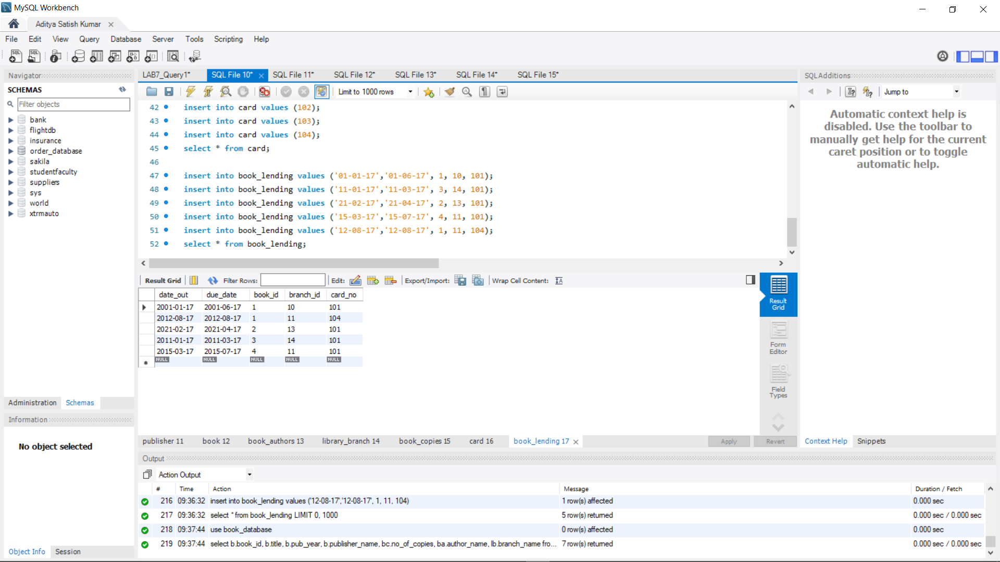 MySQL Workbench
Aditya Satish Kumar
File Edit View Query Database Server Tools Scripting Help
Navigator
SCHEMAS
Filter objects
bank
flightdb
insurance
order_database
sakila
studentfaculty
suppliers
sys
world
xtrmauto
Administration Schemas
Information
No object selected
Object Info Session
LAB7_Query1* SQL File 10* SQL File 11* SQL File 12* SQL File 13* SQL File 14* SQL File 15*
Limit to 1000 rows
42 insert into card values (102);
43 insert into card values (103);
44 insert into card values (104);
45 select * from card;
46
47 insert into book_lending values ('01-01-17','01-06-17', 1, 10, 101);
48 insert into book_lending values ('11-01-17','11-03-17', 3, 14, 101);
49 insert into book_lending values ('21-02-17','21-04-17', 2, 13, 101);
50 insert into book_lending values ('15-03-17','15-07-17', 4, 11, 101);
51 insert into book_lending values ('12-08-17','12-08-17', 1, 11, 104);
52 select * from book_lending;
Result Grid Filter Rows: Edit: Export/Import: Wrap Cell Content:
date_out due_date book_id branch_id card_no
2001-01-17 2001-06-17 1 10 101
2012-08-17 2012-08-17 1 11 104
2021-02-17 2021-04-17 2 13 101
2011-01-17 2011-03-17 3 14 101
2015-03-17 2015-07-17 4 11 101
NULL NULL NULL NULL NULL
Result
Grid
Form
Editor
Field
Types
publisher 11 book 12 book_authors 13 library_branch 14 book_copies 15 card 16 book_lending 17 Apply Revert
SQLAdditions
Jump to
Automatic context help is
disabled. Use the toolbar to
manually get help for the current
caret position or to toggle
automatic help.
Context Help Snippets
Output
Action Output
# Time Action Message Duration / Fetch
216 09:36:32 insert into book_lending values ('12-08-17','12-08-17', 1, 11, 104) 1 row(s) affected 0.000 sec
217 09:36:32 select * from book_lending LIMIT 0, 1000 5 row(s) returned 0.000 sec / 0.000 sec
218 09:37:44 use book_database 0 row(s) affected 0.000 sec
219 09:37:44 select b.book_id, b.title, b.pub_year, b.publisher_name, bc.no_of_copies, ba.author_name, lb.branch_name fro... 7 row(s) returned 0.000 sec / 0.000 sec